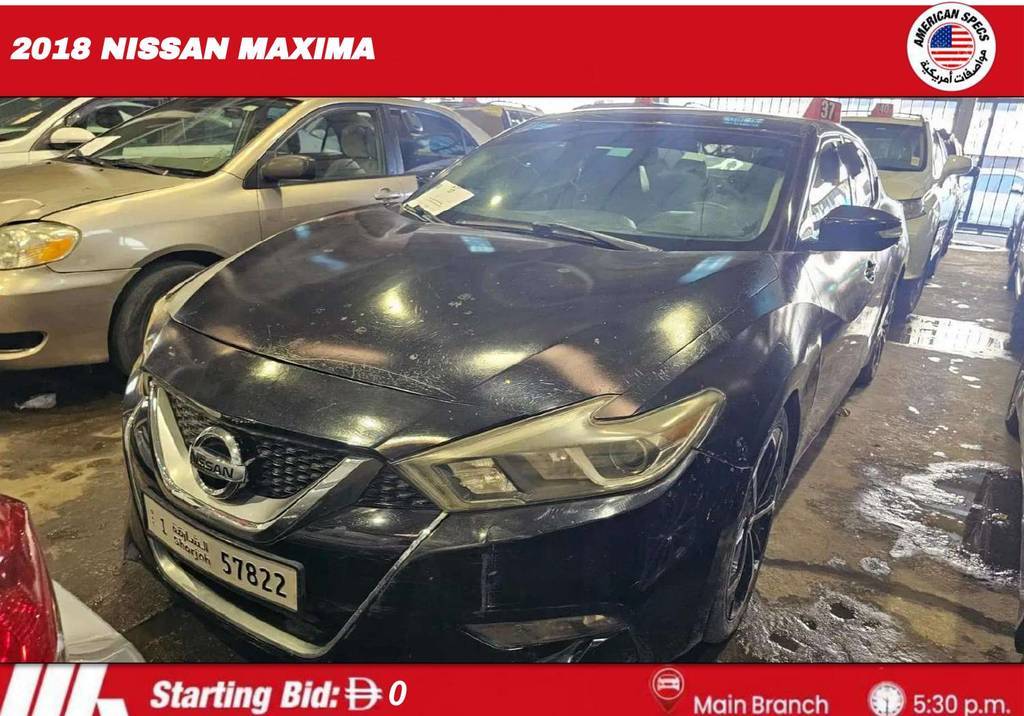 2018 NISSAN MAXIMA
AMERICAN SPECS
مواصفات أمريكية
37
NISSAN
1 الشارقة
Sharjah 57822
Starting Bid: 0
Main Branch
5:30 p.m.